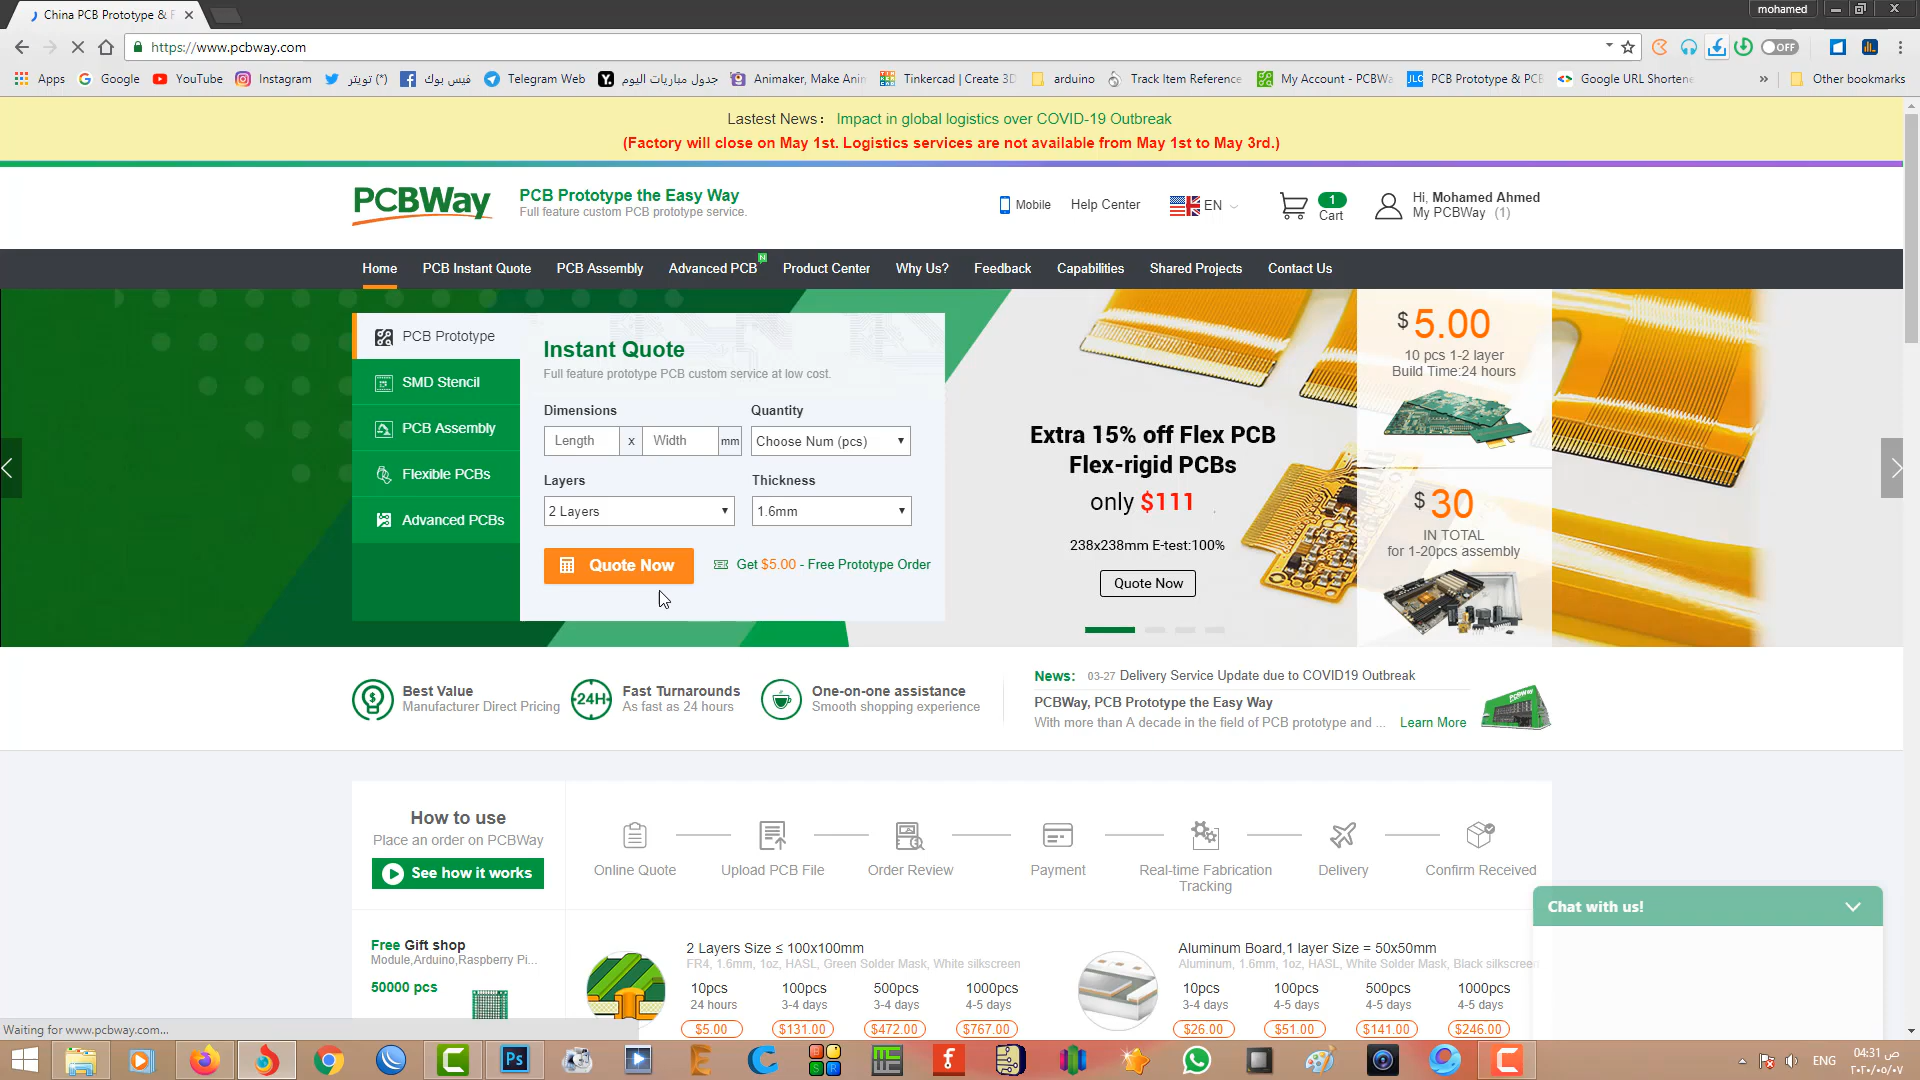 China PCB Prototype & F
mohamed
https://www.pcbway.com
OFF
Apps Google YouTube Instagram (*) تويتر فيس بوك Telegram Web جدول مباريات اليوم Animaker, Make Anim Tinkercad | Create 3D arduino Track Item Reference My Account - PCBWa JLC PCB Prototype & PCB Google URL Shortene » Other bookmarks
Lastest News： Impact in global logistics over COVID-19 Outbreak
(Factory will close on May 1st. Logistics services are not available from May 1st to May 3rd.)
PCBWay
PCB Prototype the Easy Way
Full feature custom PCB prototype service.
Mobile Help Center EN 1 Cart
Hi, Mohamed Ahmed
My PCBWay (1)
Home PCB Instant Quote PCB Assembly Advanced PCB N Product Center Why Us? Feedback Capabilities Shared Projects Contact Us
PCB Prototype
SMD Stencil
PCB Assembly
Flexible PCBs
Advanced PCBs
Instant Quote
Full feature prototype PCB custom service at low cost.
Dimensions Quantity
Length x Width mm Choose Num (pcs)
Layers Thickness
2 Layers 1.6mm
Quote Now Get $5.00 - Free Prototype Order
Extra 15% off Flex PCB
Flex-rigid PCBs
only $111
238x238mm E-test:100%
Quote Now
$ 5.00
10 pcs 1-2 layer
Build Time:24 hours
$ 30
IN TOTAL
for 1-20pcs assembly
Best Value
Manufacturer Direct Pricing
24H
Fast Turnarounds
As fast as 24 hours
One-on-one assistance
Smooth shopping experience
News: 03-27 Delivery Service Update due to COVID19 Outbreak
PCBWay, PCB Prototype the Easy Way
With more than A decade in the field of PCB prototype and ... Learn More
PCBWay
How to use
Place an order on PCBWay
See how it works
Online Quote
Upload PCB File
Order Review
Payment
Real-time Fabrication
Tracking
Delivery
Confirm Received
Chat with us!
Free Gift shop
Module,Arduino,Raspberry Pi...
50000 pcs
2 Layers Size ≤ 100x100mm
FR4, 1.6mm, 1oz, HASL, Green Solder Mask, White silkscreen
10pcs 100pcs 500pcs 1000pcs
24 hours 3-4 days 3-4 days 4-5 days
$5.00 $131.00 $472.00 $767.00
Aluminum Board,1 layer Size = 50x50mm
Aluminum, 1.6mm, 1oz, HASL, White Solder Mask, Black silkscreen
10pcs 100pcs 500pcs 1000pcs
3-4 days 4-5 days 4-5 days 4-5 days
$26.00 $51.00 $141.00 $246.00
Waiting for www.pcbway.com...
Ps
ENG
04:31 ص
٢٠٢٠/٠٥/٠٧